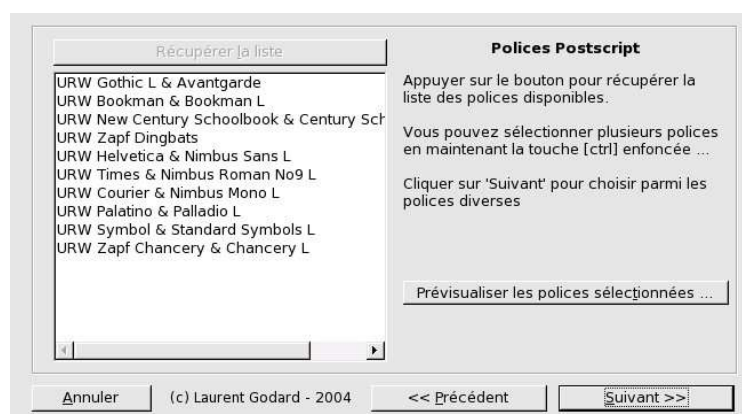 Récupérer la liste
URW Gothic L & Avantgarde
URW Bookman & Bookman L
URW New Century Schoolbook & Century Sch
URW Zapf Dingbats
URW Helvetica & Nimbus Sans L
URW Times & Nimbus Roman No9 L
URW Courier & Nimbus Mono L
URW Palatino & Palladio L
URW Symbol & Standard Symbols L
URW Zapf Chancery & Chancery L
Polices Postscript
Appuyer sur le bouton pour récupérer la
liste des polices disponibles.
Vous pouvez sélectionner plusieurs polices
en maintenant la touche [ctrl] enfoncée ...
Cliquer sur 'Suivant' pour choisir parmi les
polices diverses
Prévisualiser les polices sélectionnées ...
Annuler
(c) Laurent Godard - 2004
<< Précédent
Suivant >>